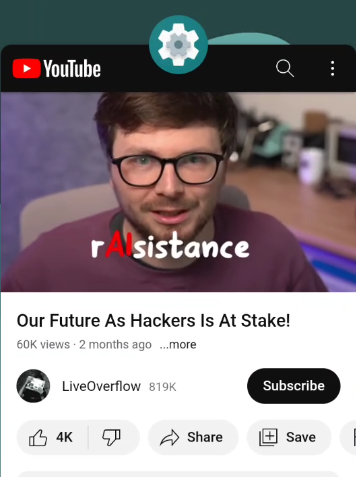 YouTube
rAIsistance
Our Future As Hackers Is At Stake!
60K views · 2 months ago ...more
LiveOverflow 819K Subscribe
4K Share Save